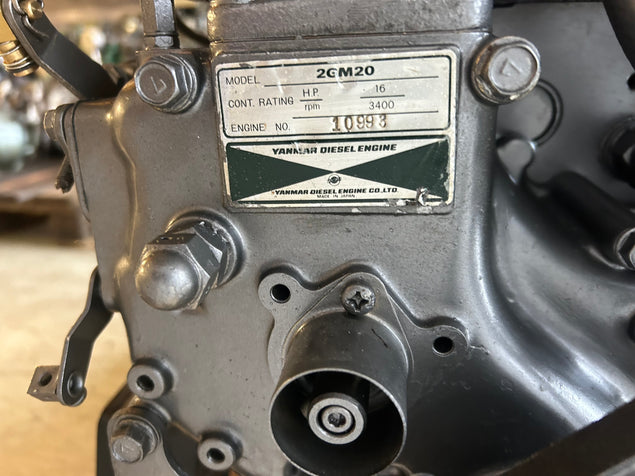 MODEL 2GM20
CONT. RATING H.P. 16
rpm 3400
ENGINE NO. 10993
YANMAR DIESEL ENGINE
YANMAR DIESEL ENGINE CO.,LTD.
MADE IN JAPAN